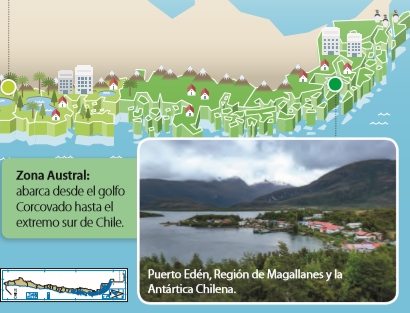 Zona Austral:
abarca desde el golfo
Corcovado hasta el
extremo sur de Chile.
Puerto Edén, Región de Magallanes y la
Antártica Chilena.